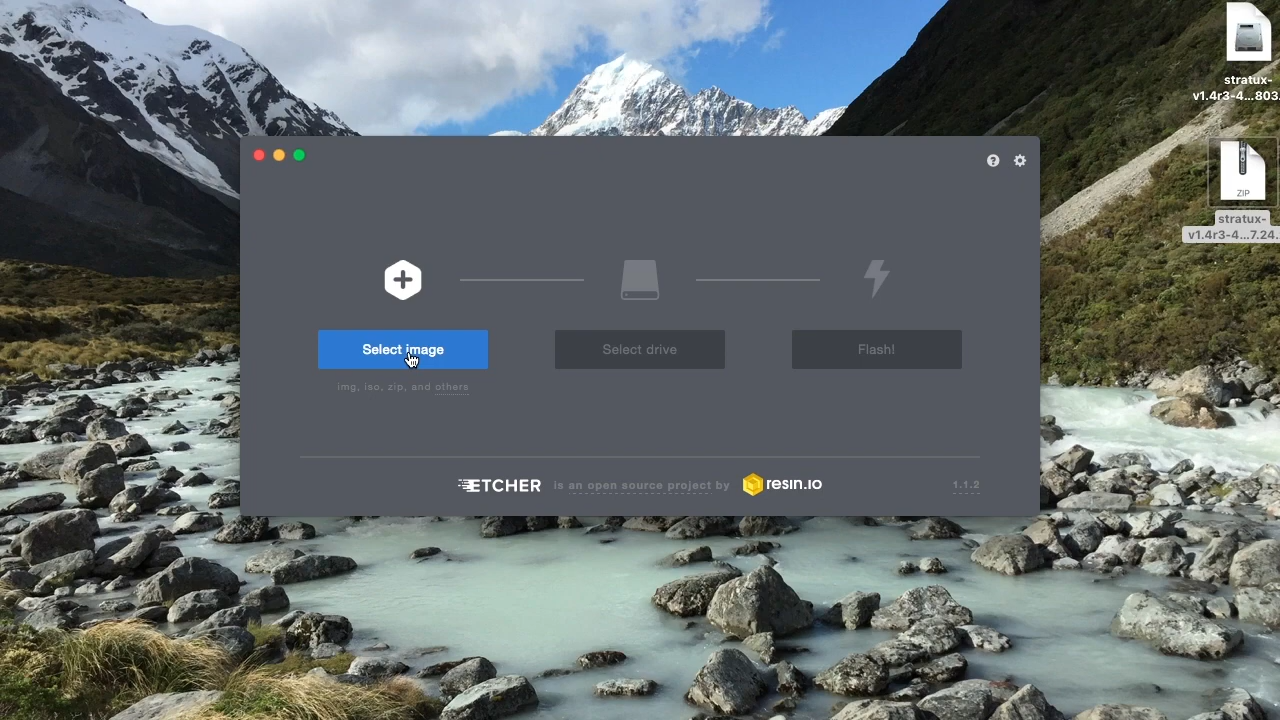 stratux-
v1.4r3-4...803.
ZIP
stratux-
v1.4r3-4...7.24.
Select image
Select drive
Flash!
img, iso, zip, and others
ETCHER is an open source project by resin.io
1.1.2